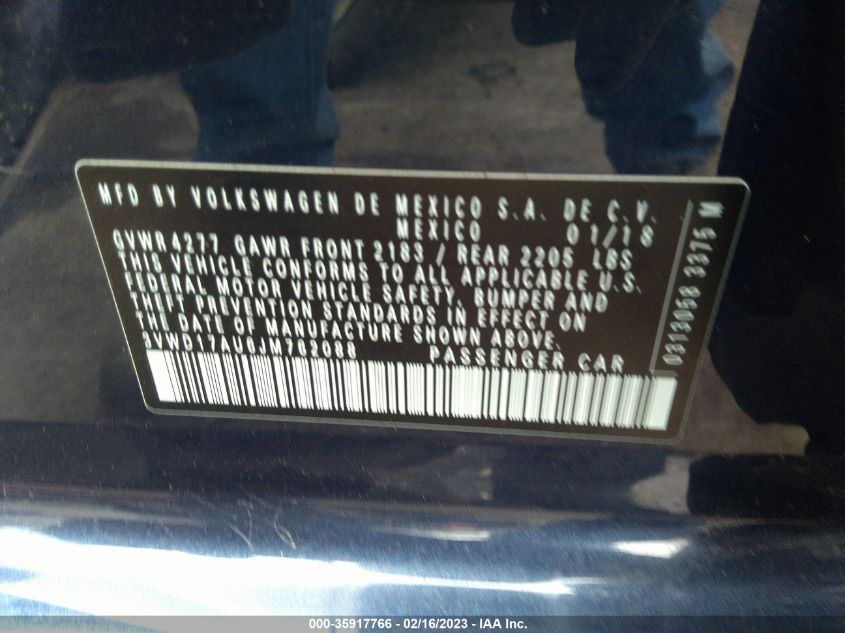 MFD BY VOLKSWAGEN DE MEXICO S.A. DE C.V.
MEXICO 01/18
GVWR 4277 GAWR FRONT 2183 / REAR 2205 LBS
THIS VEHICLE CONFORMS TO ALL APPLICABLE U.S.
FEDERAL MOTOR VEHICLE SAFETY, BUMPER AND
THEFT PREVENTION STANDARDS IN EFFECT ON
THE DATE OF MANUFACTURE SHOWN ABOVE.
3VWD17AU6JM762088 PASSENGER CAR
0313058 3375 M
000-35917766 - 02/16/2023 - IAA Inc.